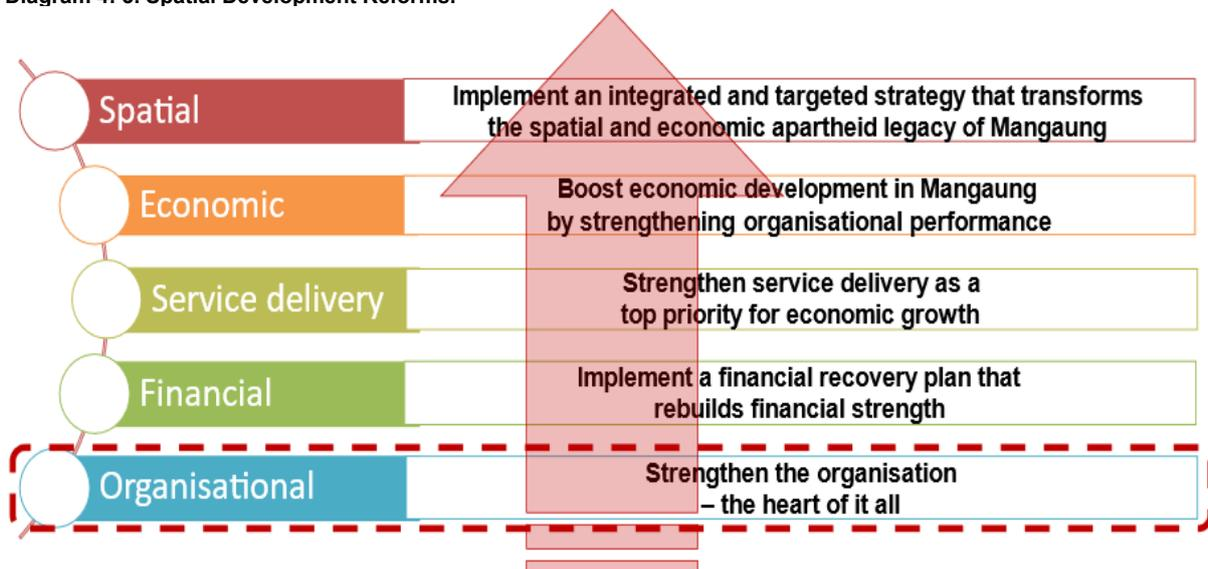 Diagram 4. 6: Spatial Development Reforms:
Spatial
Implement an integrated and targeted strategy that transforms
the spatial and economic apartheid legacy of Mangaung
Economic
Boost economic development in Mangaung
by strengthening organisational performance
Service delivery
Strengthen service delivery as a
top priority for economic growth
Financial
Implement a financial recovery plan that
rebuilds financial strength
Organisational
Strengthen the organisation
– the heart of it all